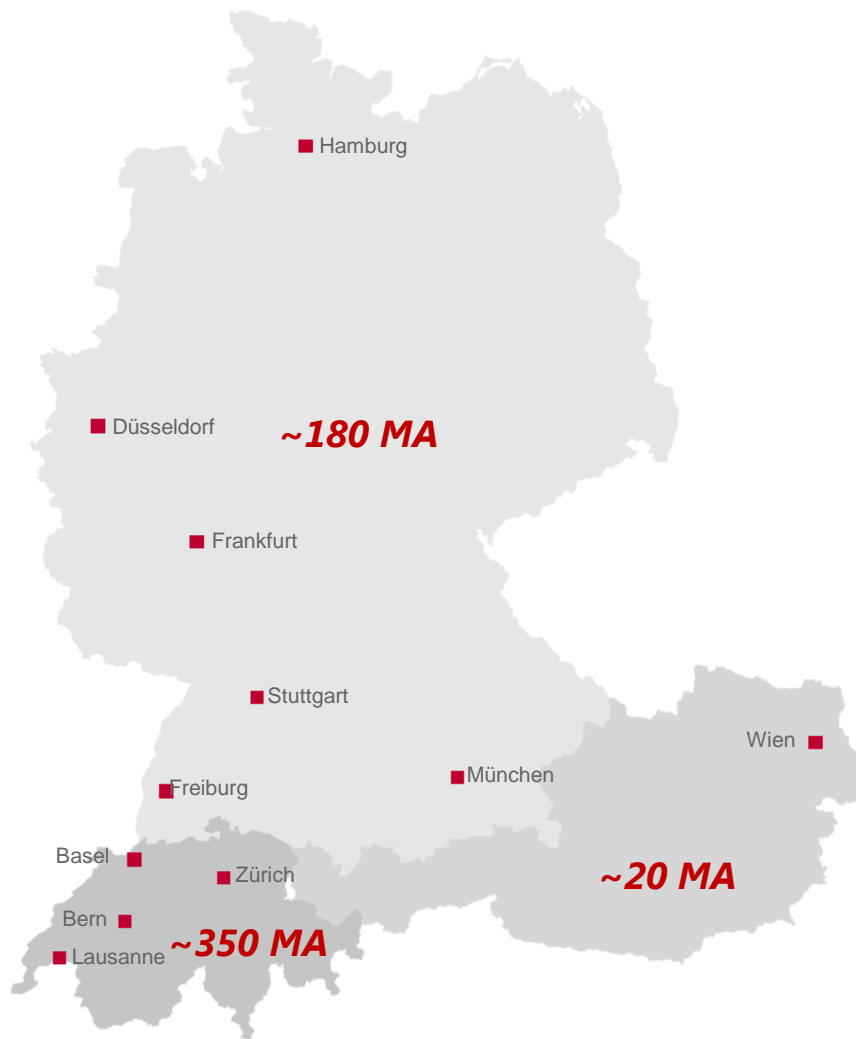 Hamburg
Düsseldorf
~180 MA
Frankfurt
Stuttgart
Wien
München
Freiburg
Basel
Zürich
~20 MA
Bern
~350 MA
Lausanne